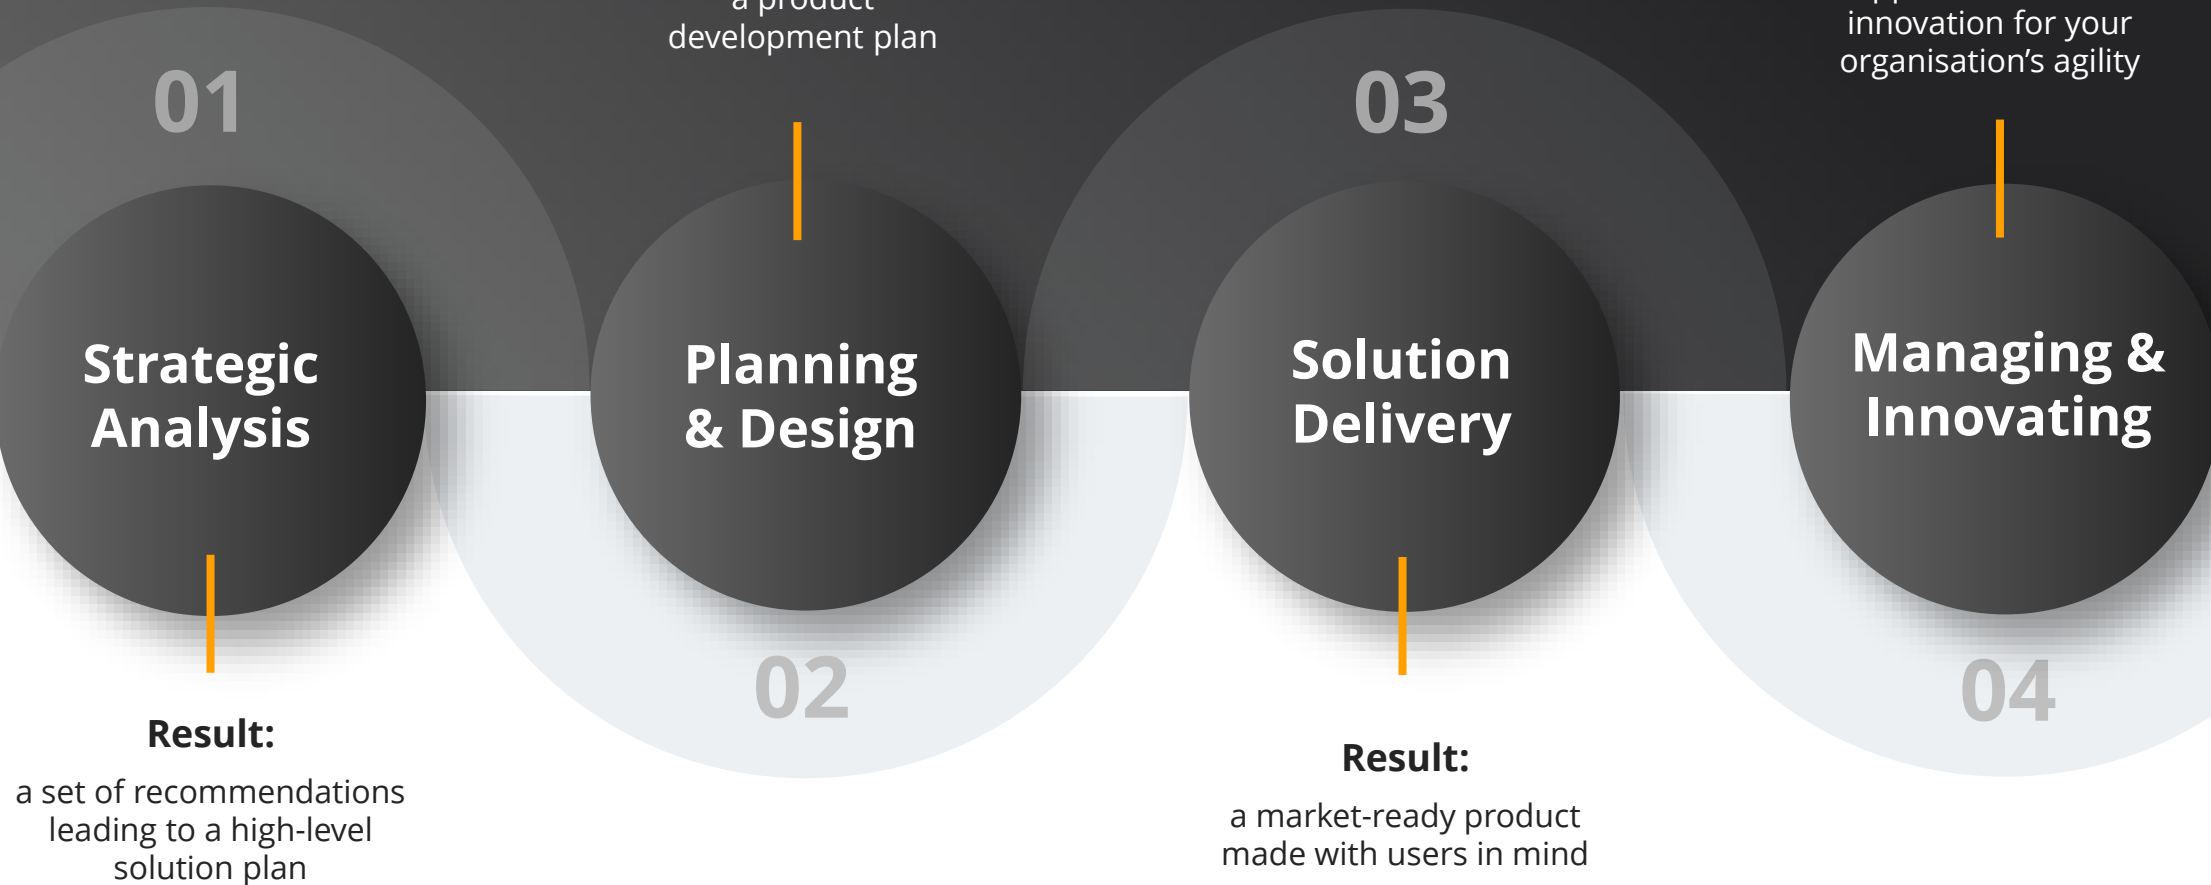 01
Strategic
Analysis
Result:
a set of recommendations
leading to a high-level
solution plan
a product
development plan
Planning
& Design
02
03
Solution
Delivery
Result:
a market-ready product
made with users in mind
innovation for your
organisation’s agility
Managing &
Innovating
04